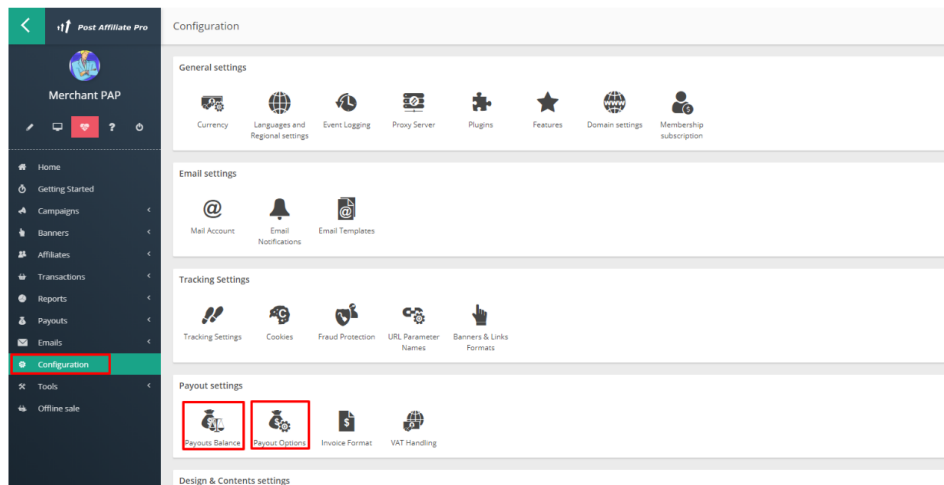 Post Affiliate Pro
Configuration
Merchant PAP
?
Home
Getting Started
Campaigns
Banners
Affiliates
Transactions
Reports
Payouts
Emails
Configuration
Tools
Offline sale
General settings
Currency
Languages and
Regional settings
Event Logging
Proxy Server
Plugins
Features
WWW
Domain settings
Membership
subscription
Email settings
@
Mail Account
Email
Notifications
@
Email Templates
Tracking Settings
Tracking Settings
C
Cookies
Fraud Protection
URL Parameter
Names
Banners & Links
Formats
Payout settings
Payouts Balance
$
Payout Options
$
Invoice Format
VAT Handling
Design & Contents settings